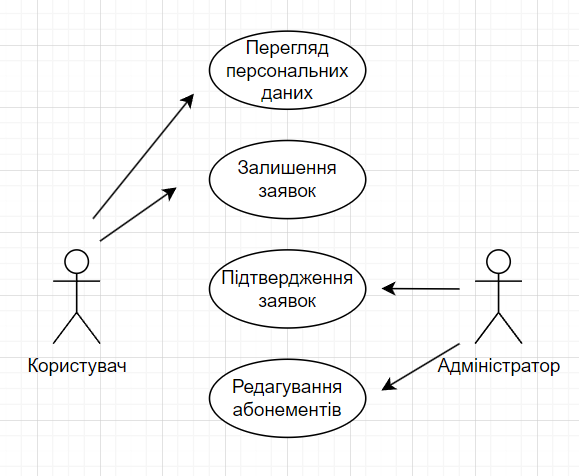 Перегляд
персональних
даних
Залишення
заявок
Підтвердження
заявок
Користувач
Адміністратор
Редагування
абонементів